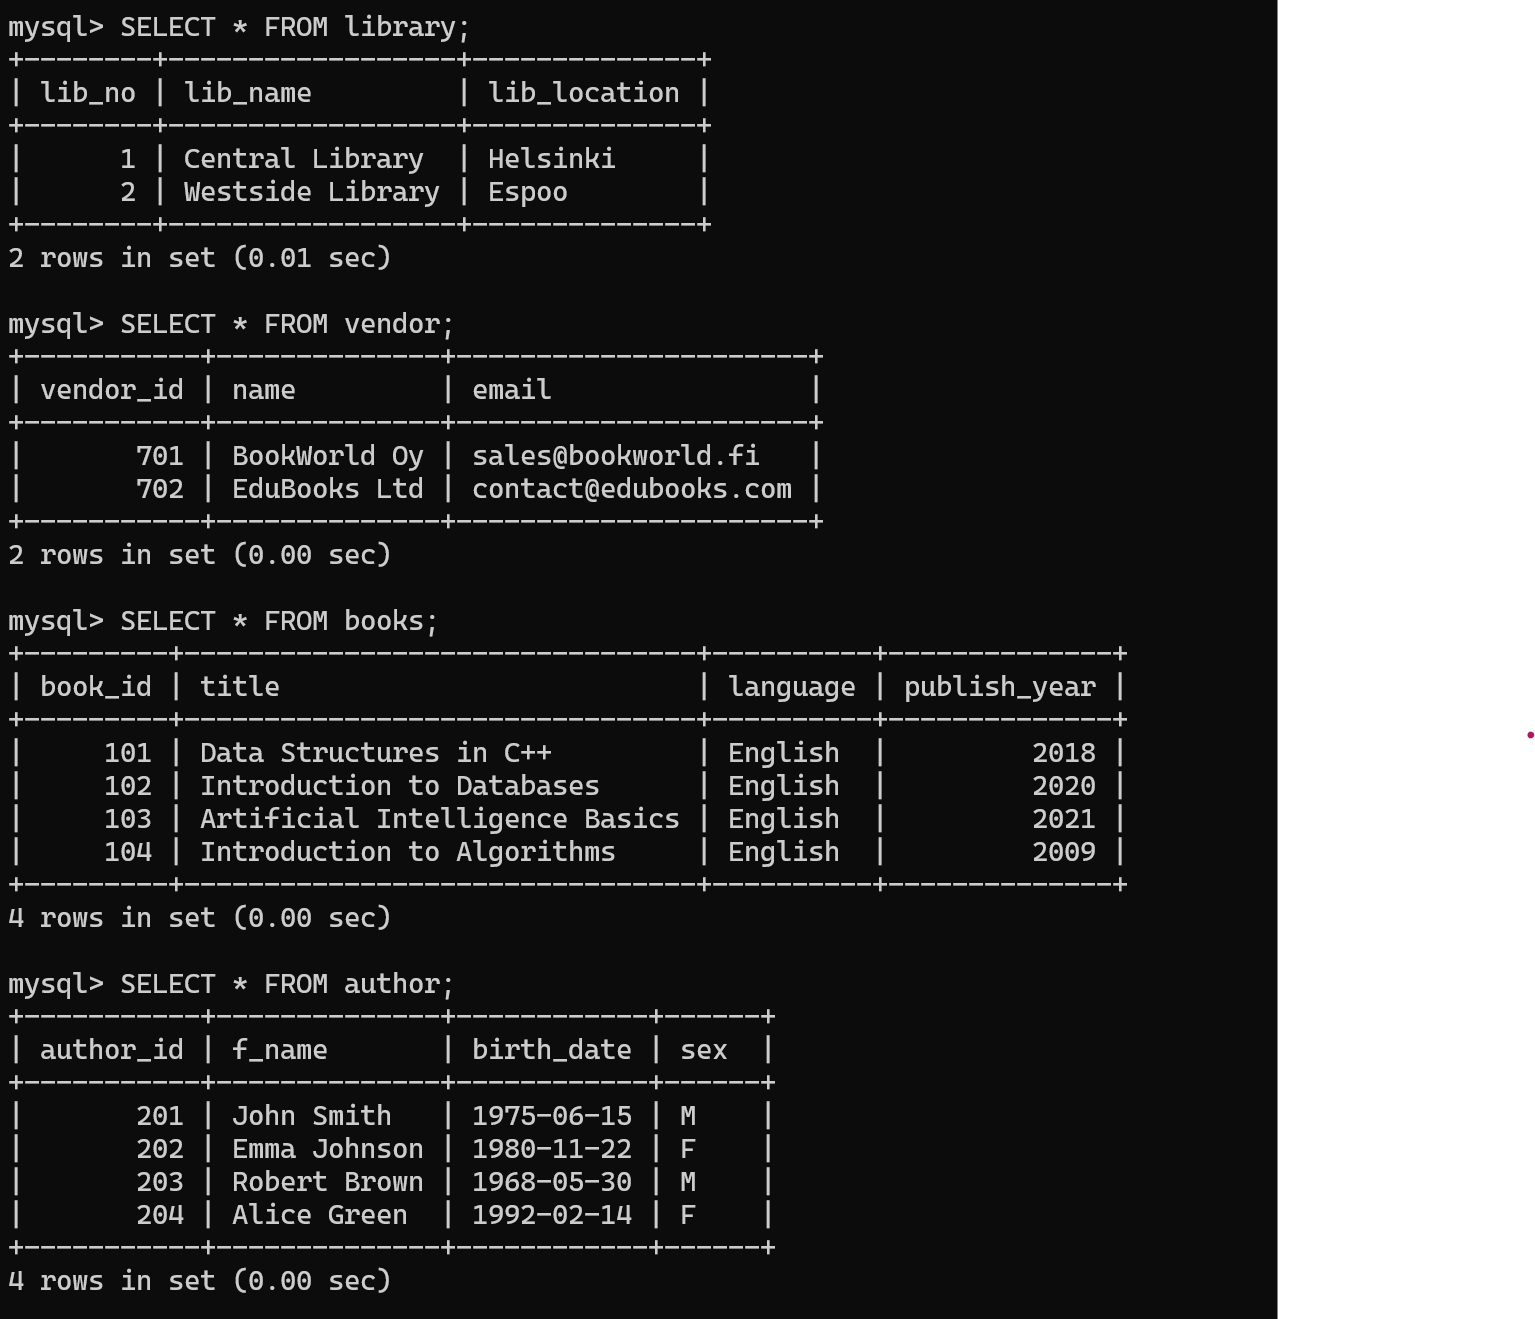 mysql> SELECT * FROM library;
+--------+------------------+--------------+
| lib_no | lib_name         | lib_location |
+--------+------------------+--------------+
|      1 | Central Library  | Helsinki     |
|      2 | Westside Library | Espoo        |
+--------+------------------+--------------+
2 rows in set (0.01 sec)

mysql> SELECT * FROM vendor;
+-----------+--------------+----------------------+
| vendor_id | name         | email                |
+-----------+--------------+----------------------+
|       701 | BookWorld Oy | sales@bookworld.fi   |
|       702 | EduBooks Ltd | contact@edubooks.com |
+-----------+--------------+----------------------+
2 rows in set (0.00 sec)

mysql> SELECT * FROM books;
+---------+--------------------------------+----------+--------------+
| book_id | title                          | language | publish_year |
+---------+--------------------------------+----------+--------------+
|     101 | Data Structures in C++         | English  |         2018 |
|     102 | Introduction to Databases      | English  |         2020 |
|     103 | Artificial Intelligence Basics | English  |         2021 |
|     104 | Introduction to Algorithms     | English  |         2009 |
+---------+--------------------------------+----------+--------------+
4 rows in set (0.00 sec)

mysql> SELECT * FROM author;
+-----------+--------------+------------+------+
| author_id | f_name       | birth_date | sex  |
+-----------+--------------+------------+------+
|       201 | John Smith   | 1975-06-15 | M    |
|       202 | Emma Johnson | 1980-11-22 | F    |
|       203 | Robert Brown | 1968-05-30 | M    |
|       204 | Alice Green  | 1992-02-14 | F    |
+-----------+--------------+------------+------+
4 rows in set (0.00 sec)